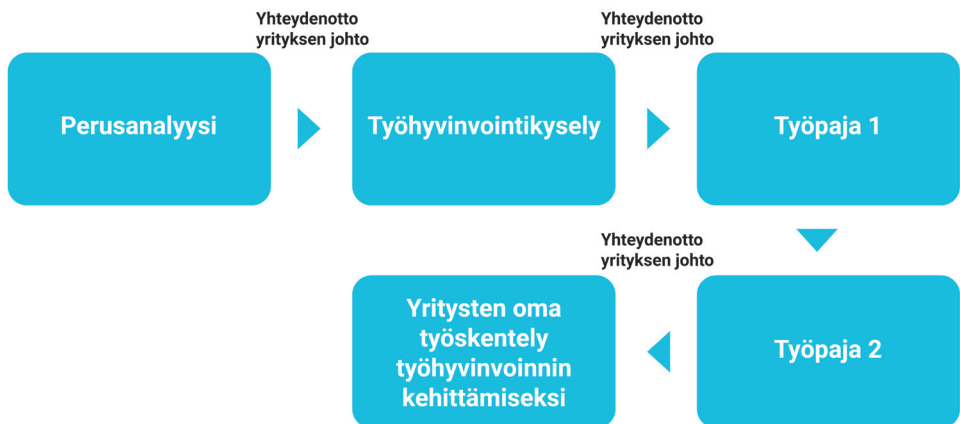 Yhteydenotto
yrityksen johto
Yhteydenotto
yrityksen johto
Perusanalyysi
Työhyvinvointikysely
Työpaja 1
Yhteydenotto
yrityksen johto
Yritysten oma
työskentely
työhyvinvoinnin
kehittämiseksi
Työpaja 2